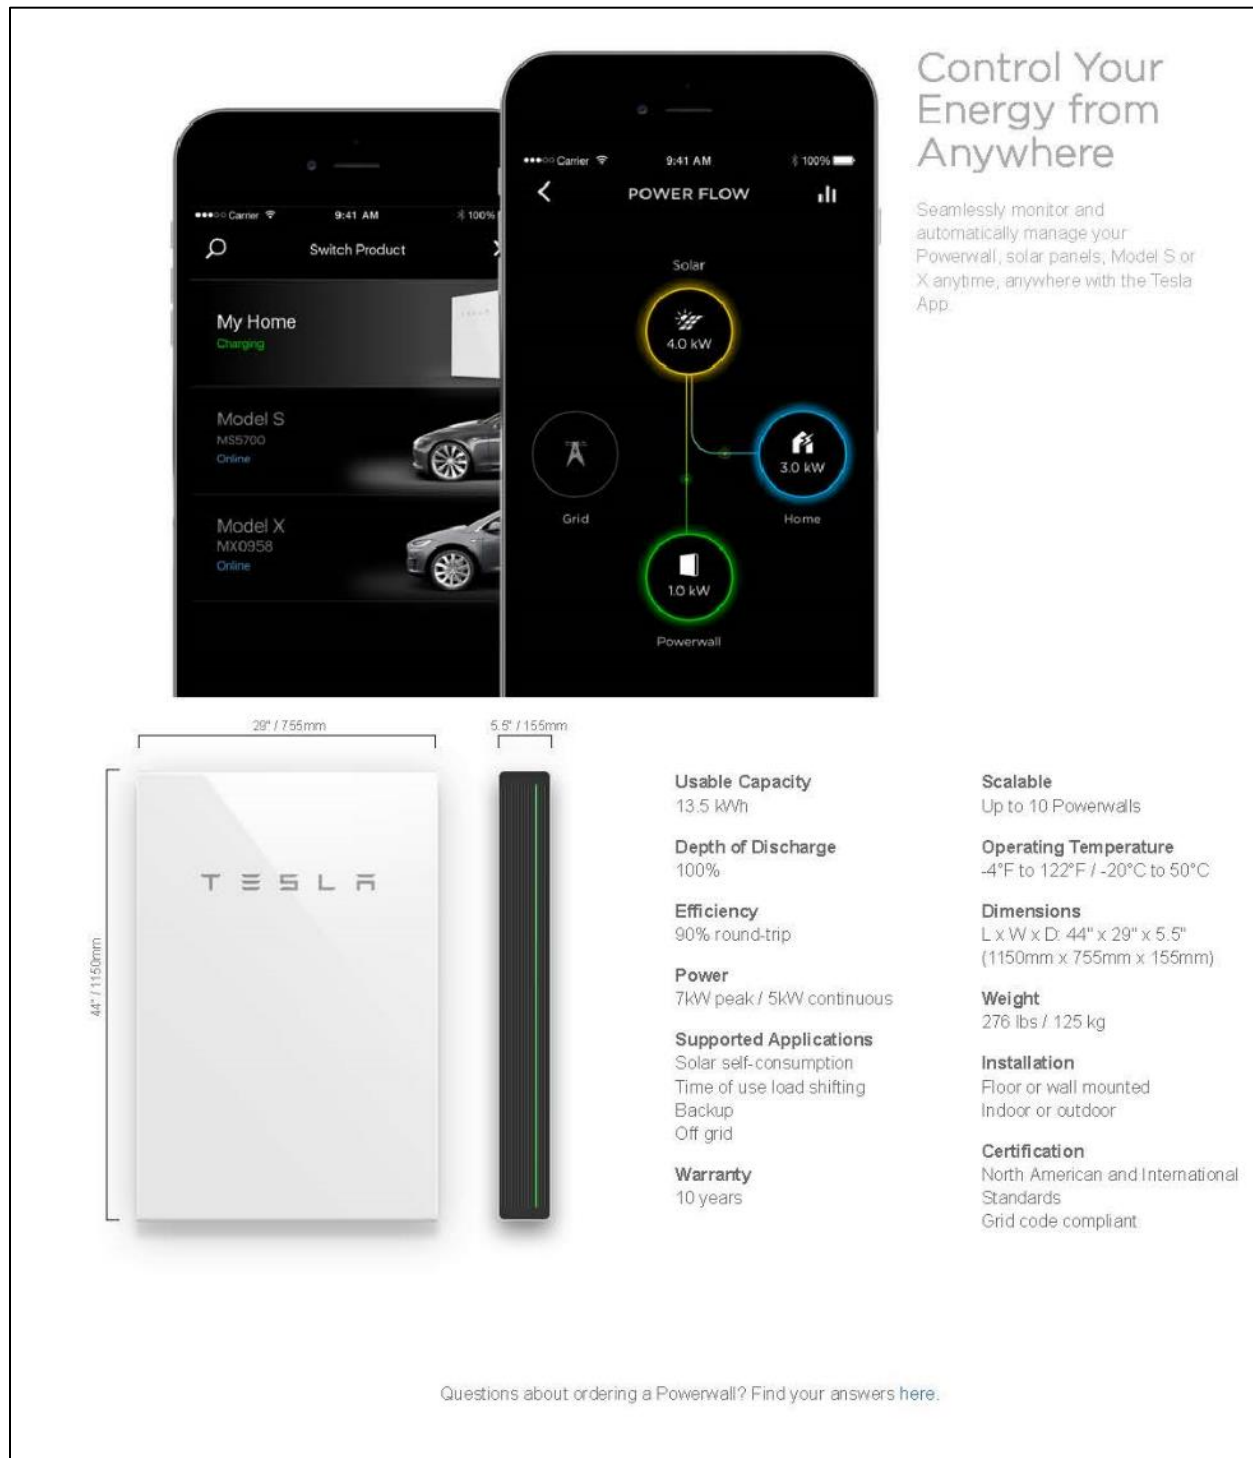 Control Your
Energy from
Anywhere
Seamlessly monitor and
automatically manage your
Powerwall, solar panels, Model S or
X anytime, anywhere with the Tesla
App
Carrier 9:41 AM 100%
Switch Product
My Home
Charging
Model S
MS5700
Online
Model X
MX0958
Online
Carrier 9:41 AM 100%
POWER FLOW
Solar
4.0 kW
3.0 kW
Grid
Home
1.0 kW
Powerwall
29" / 755mm
5.5" / 155mm
44" / 1150mm
TESLA
Usable Capacity
13.5 kWh
Depth of Discharge
100%
Efficiency
90% round-trip
Power
7kW peak / 5kW continuous
Supported Applications
Solar self-consumption
Time of use load shifting
Backup
Off grid
Warranty
10 years
Scalable
Up to 10 Powerwalls
Operating Temperature
-4°F to 122°F / -20°C to 50°C
Dimensions
L x W x D: 44" x 29" x 5.5"
(1150mm x 755mm x 155mm)
Weight
276 lbs / 125 kg
Installation
Floor or wall mounted
Indoor or outdoor
Certification
North American and International
Standards
Grid code compliant
Questions about ordering a Powerwall? Find your answers here.